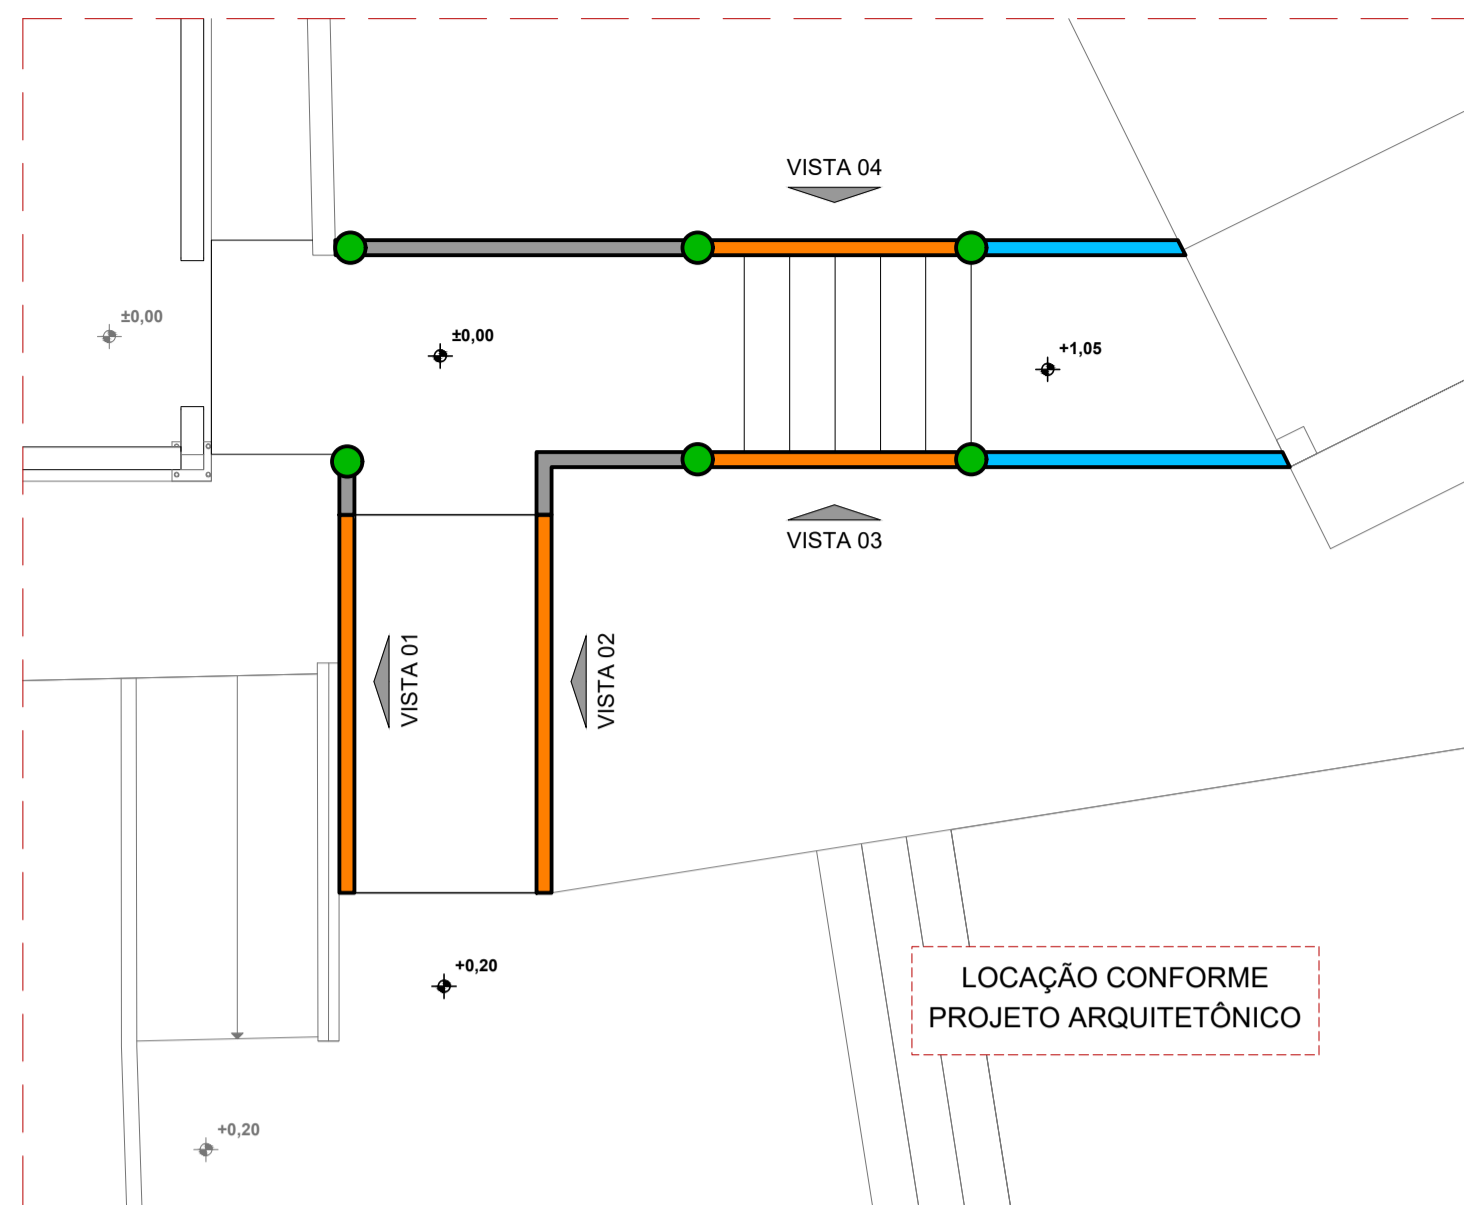 VISTA 04
±0,00
±0,00
+1,05
VISTA 03
VISTA 01
VISTA 02
+0,20
LOCAÇÃO CONFORME
PROJETO ARQUITETÔNICO
+0,20